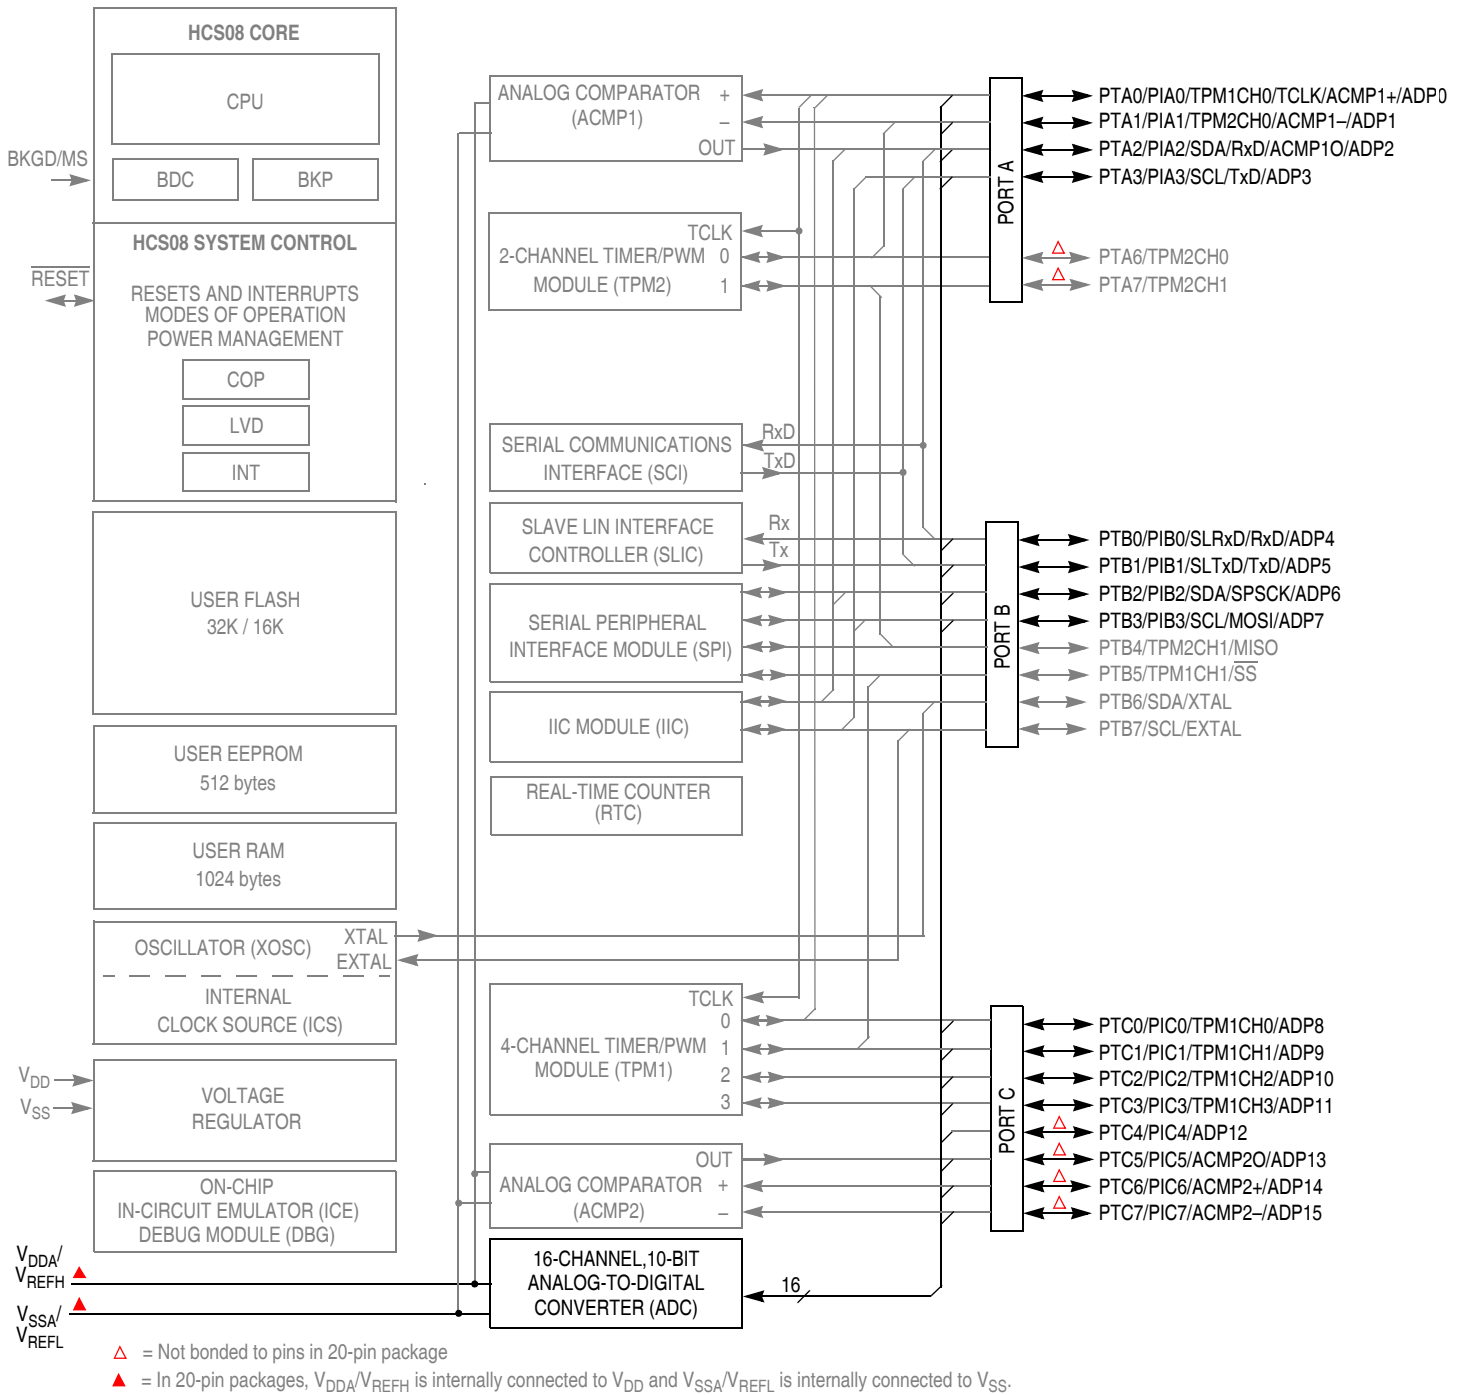 HCS08 CORE
CPU
BDC
BKP
BKGD/MS
HCS08 SYSTEM CONTROL
RESET
RESETS AND INTERRUPTS
MODES OF OPERATION
POWER MANAGEMENT
COP
LVD
INT
USER FLASH
32K / 16K
USER EEPROM
512 bytes
USER RAM
1024 bytes
OSCILLATOR (XOSC)
XTAL
EXTAL
INTERNAL
CLOCK SOURCE (ICS)
VDD
VSS
VOLTAGE
REGULATOR
ON-CHIP
IN-CIRCUIT EMULATOR (ICE)
DEBUG MODULE (DBG)
VDDA/
VREFH
VSSA/
VREFL
ANALOG COMPARATOR
(ACMP1)
+
–
OUT
TCLK
2-CHANNEL TIMER/PWM
MODULE (TPM2)
0
1
SERIAL COMMUNICATIONS
INTERFACE (SCI)
RxD
TxD
SLAVE LIN INTERFACE
CONTROLLER (SLIC)
Rx
Tx
SERIAL PERIPHERAL
INTERFACE MODULE (SPI)
IIC MODULE (IIC)
REAL-TIME COUNTER
(RTC)
TCLK
0
4-CHANNEL TIMER/PWM
MODULE (TPM1)
1
2
3
OUT
ANALOG COMPARATOR
(ACMP2)
+
–
16-CHANNEL,10-BIT
ANALOG-TO-DIGITAL
CONVERTER (ADC)
16
PORT A
PTA0/PIA0/TPM1CH0/TCLK/ACMP1+/ADP0
PTA1/PIA1/TPM2CH0/ACMP1–/ADP1
PTA2/PIA2/SDA/RxD/ACMP1O/ADP2
PTA3/PIA3/SCL/TxD/ADP3
PTA6/TPM2CH0
PTA7/TPM2CH1
PORT B
PTB0/PIB0/SLRxD/RxD/ADP4
PTB1/PIB1/SLTxD/TxD/ADP5
PTB2/PIB2/SDA/SPSCK/ADP6
PTB3/PIB3/SCL/MOSI/ADP7
PTB4/TPM2CH1/MISO
PTB5/TPM1CH1/SS
PTB6/SDA/XTAL
PTB7/SCL/EXTAL
PORT C
PTC0/PIC0/TPM1CH0/ADP8
PTC1/PIC1/TPM1CH1/ADP9
PTC2/PIC2/TPM1CH2/ADP10
PTC3/PIC3/TPM1CH3/ADP11
PTC4/PIC4/ADP12
PTC5/PIC5/ACMP2O/ADP13
PTC6/PIC6/ACMP2+/ADP14
PTC7/PIC7/ACMP2–/ADP15
△ = Not bonded to pins in 20-pin package
▲ = In 20-pin packages, VDDA/VREFH is internally connected to VDD and VSSA/VREFL is internally connected to VSS.